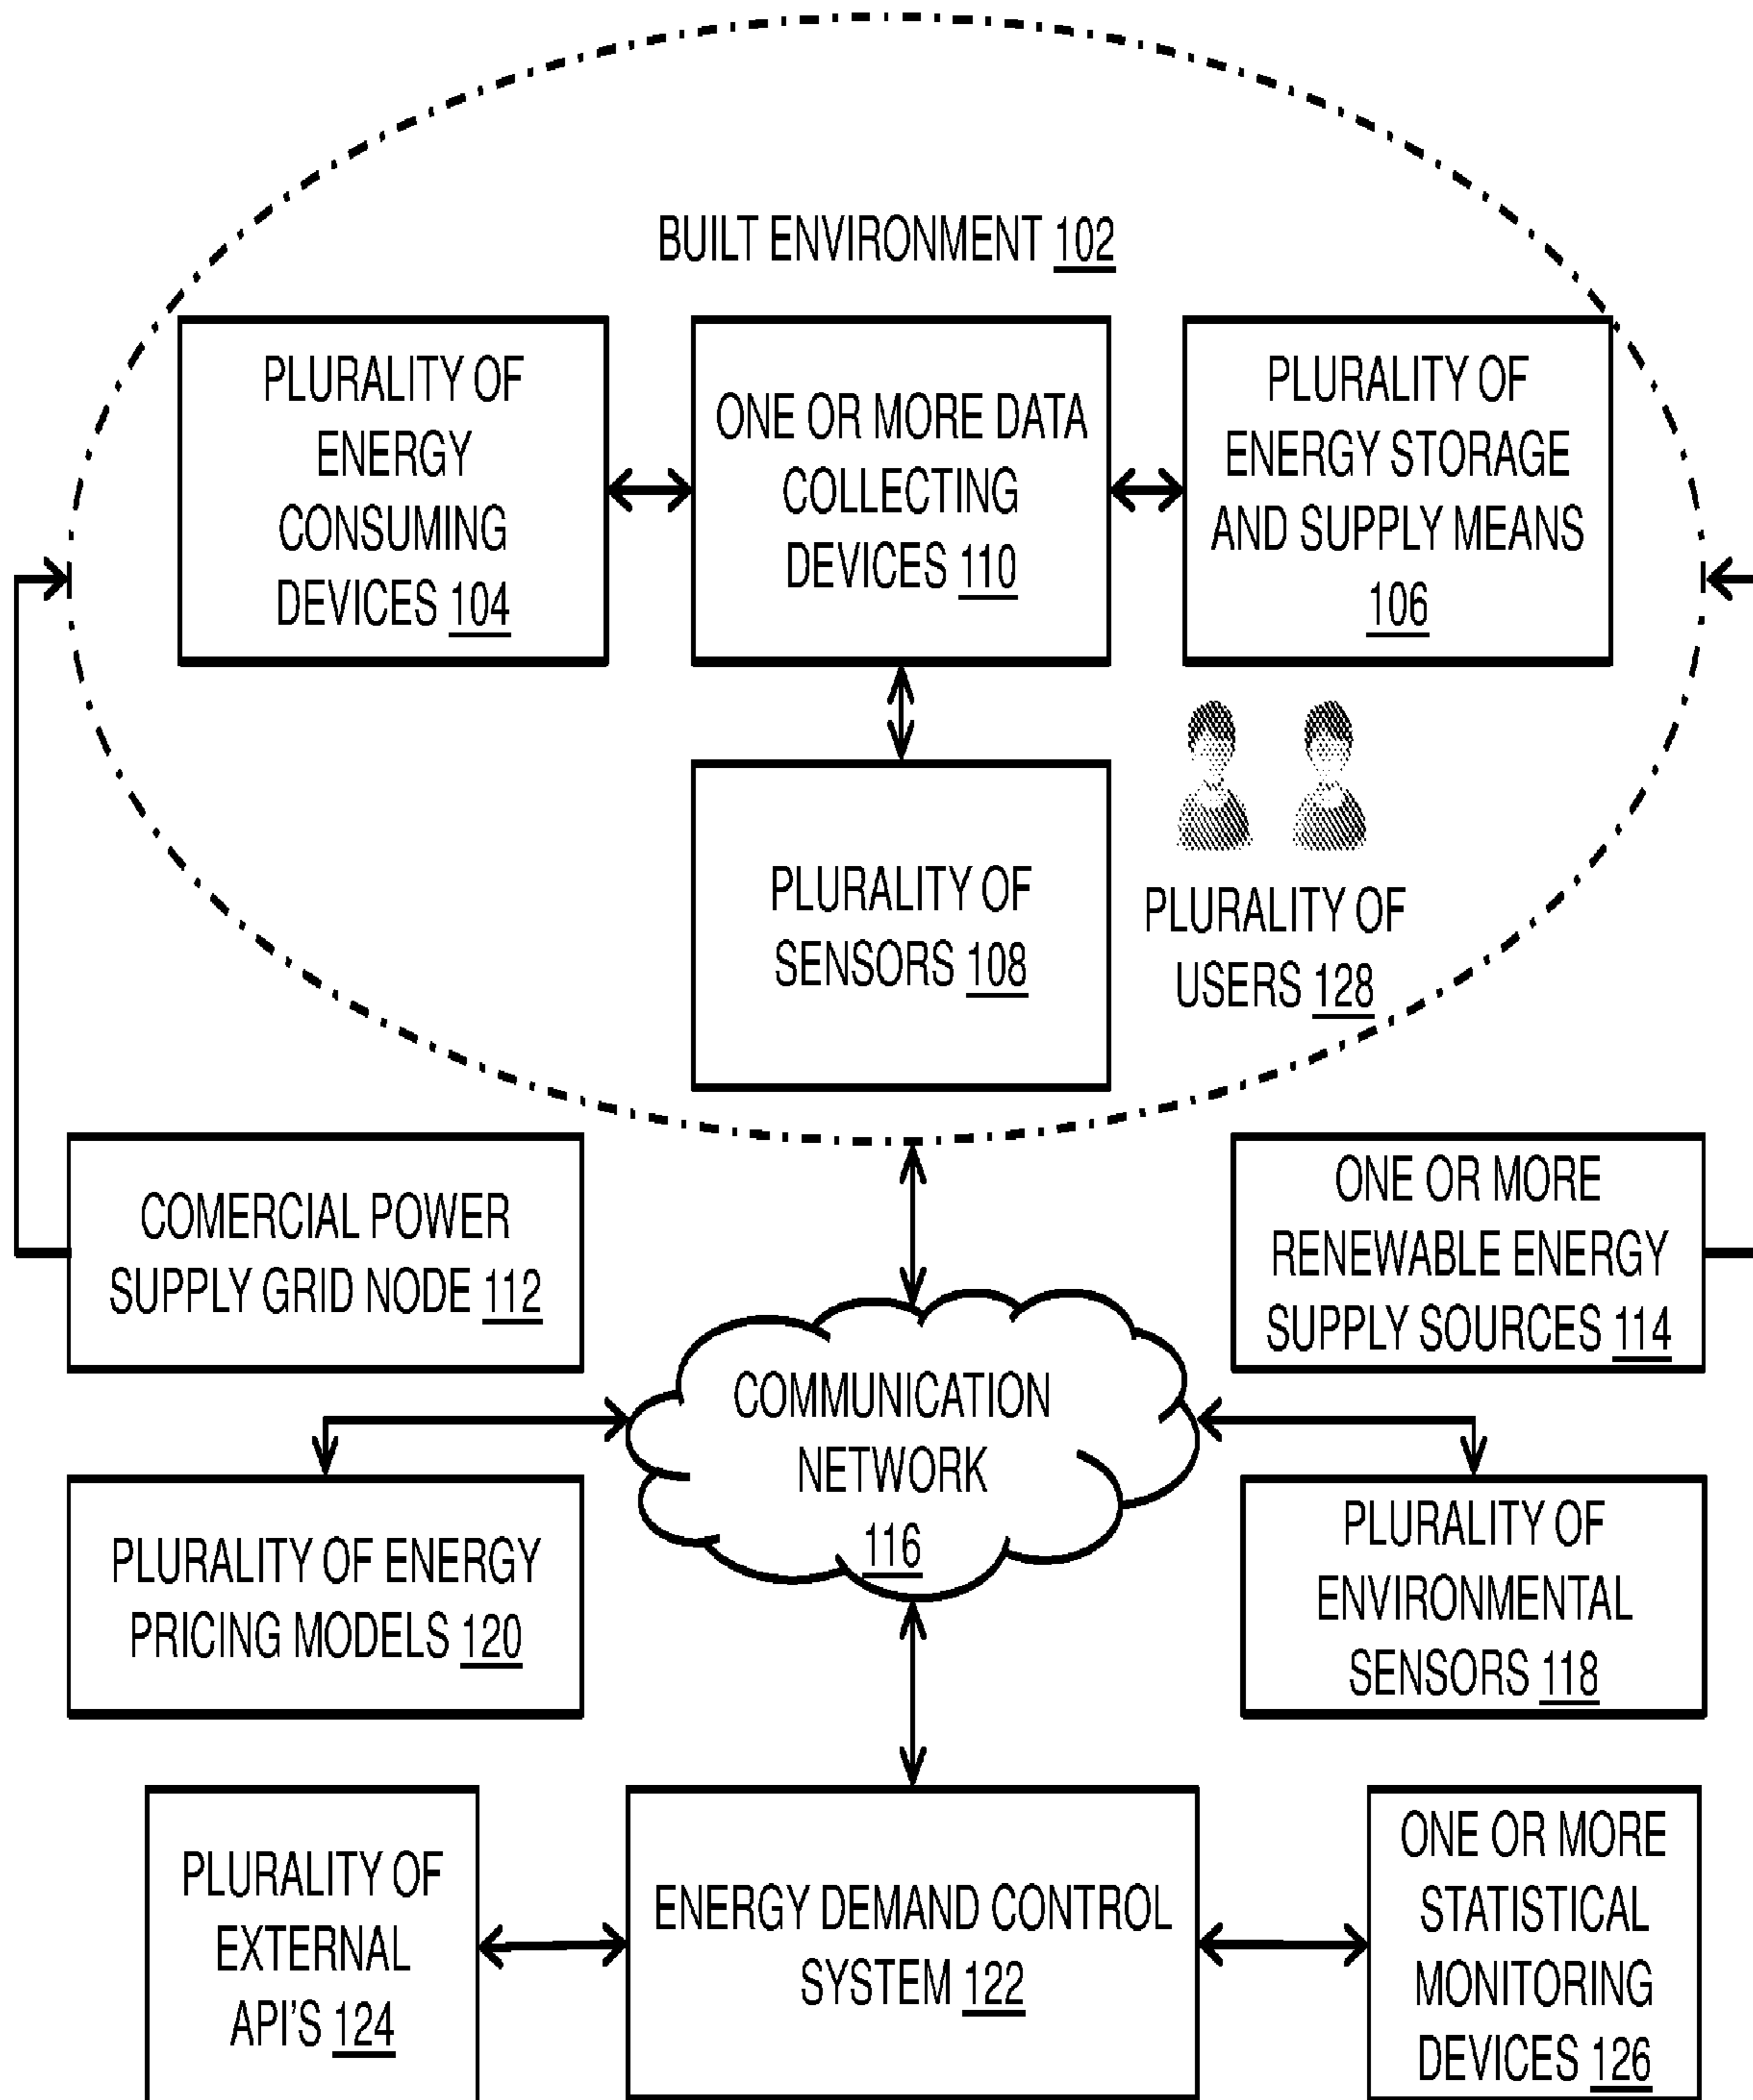 BUILT ENVIRONMENT 102
PLURALITY OF
ENERGY
CONSUMING
DEVICES 104
ONE OR MORE DATA
COLLECTING
DEVICES 110
PLURALITY OF
ENERGY STORAGE
AND SUPPLY MEANS
106
PLURALITY OF
SENSORS 108
PLURALITY OF
USERS 128
COMERCIAL POWER
SUPPLY GRID NODE 112
ONE OR MORE
RENEWABLE ENERGY
SUPPLY SOURCES 114
COMMUNICATION
NETWORK
116
PLURALITY OF ENERGY
PRICING MODELS 120
PLURALITY OF
ENVIRONMENTAL
SENSORS 118
PLURALITY OF
EXTERNAL
API'S 124
ENERGY DEMAND CONTROL
SYSTEM 122
ONE OR MORE
STATISTICAL
MONITORING
DEVICES 126